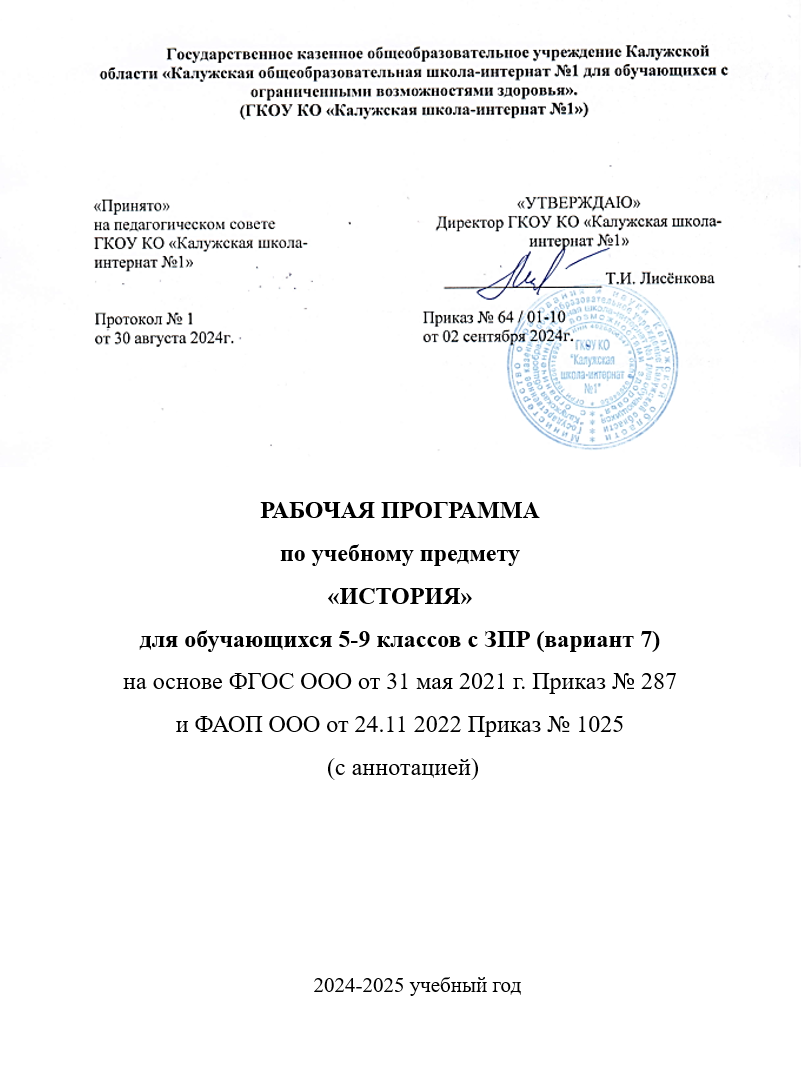 Государственное казенное общеобразовательное учреждение Калужской
области «Калужская общеобразовательная школа-интернат №1 для обучающихся с
ограниченными возможностями здоровья».
(ГКОУ КО «Калужская школа-интернат №1»)
«Принято»
на педагогическом совете
ГКОУ КО «Калужская школа-
интернат №1»
Протокол № 1
от 30 августа 2024г.
«УТВЕРЖДАЮ»
Директор ГКОУ КО «Калужская школа-
интернат №1»
Т.И. Лисёнкова
Приказ № 64 / 01-10
от 02 сентября 2024г.
ГКОУ КО
"Калужская
школа-интернат
№1"
РАБОЧАЯ ПРОГРАММА
по учебному предмету
«ИСТОРИЯ»
для обучающихся 5-9 классов с ЗПР (вариант 7)
на основе ФГОС ООО от 31 мая 2021 г. Приказ № 287
и ФАОП ООО от 24.11 2022 Приказ № 1025
(с аннотацией)
2024-2025 учебный год